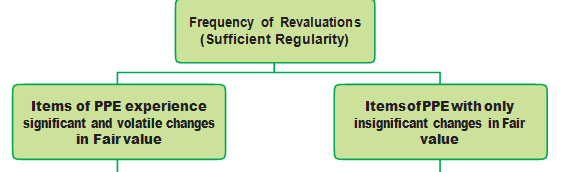 Frequency of Revaluations
(Sufficient Regularity)
Items of PPE experience
significant and volatile changes
in Fair value
Items of PPE with only
insignificant changes in Fair
value